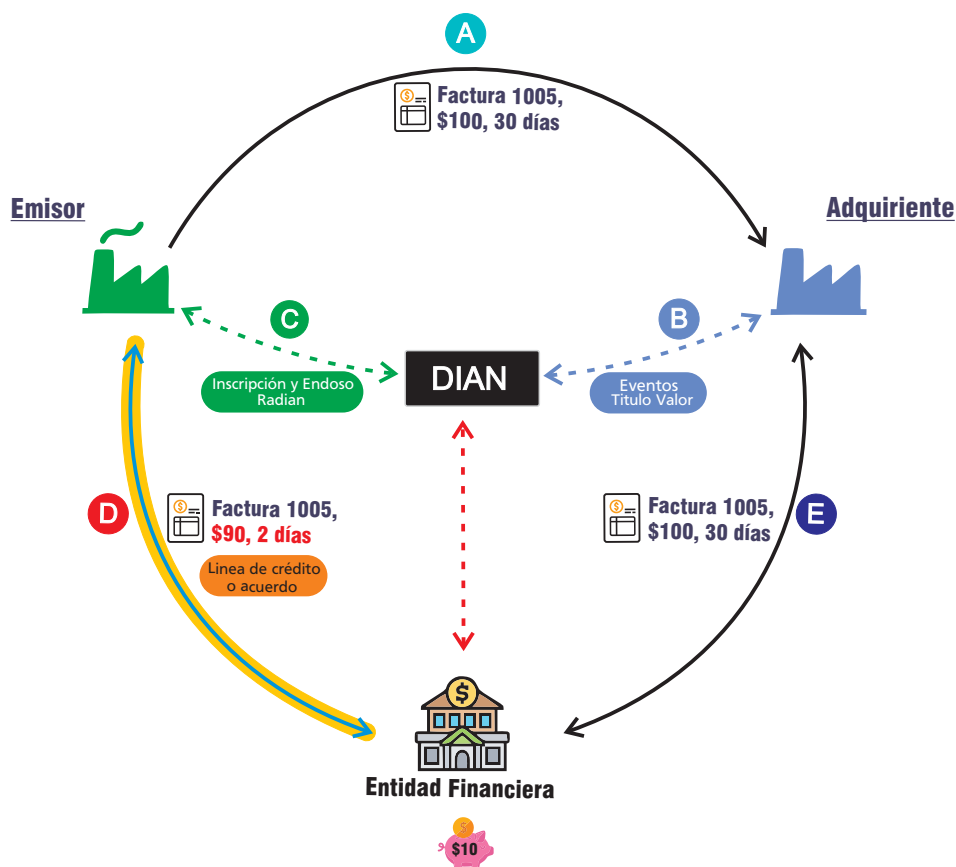 A
$
Factura 1005,
$100, 30 días
Emisor
Adquiriente
C
B
DIAN
Inscripción y Endoso
Radian
Eventos
Titulo Valor
D
$
Factura 1005,
$90, 2 días
Linea de crédito
o acuerdo
$
Factura 1005,
$100, 30 días
E
$
Entidad Financiera
$
$10